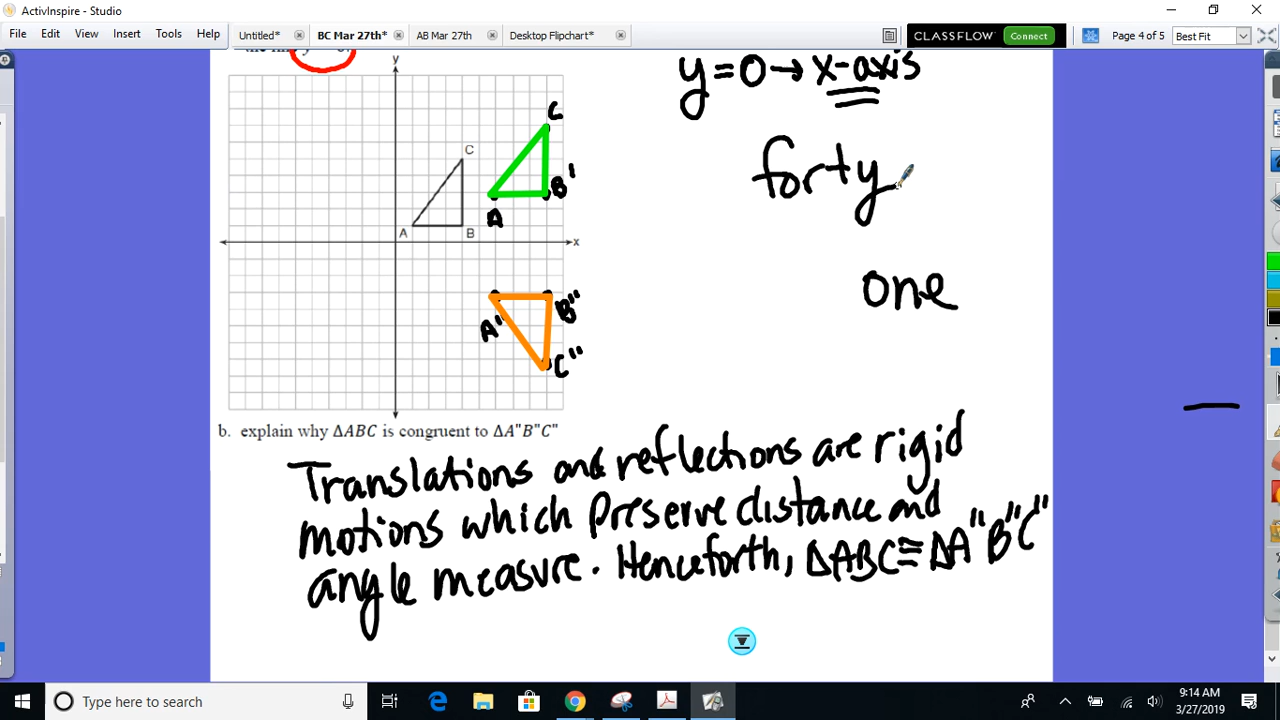 ActivInspire - Studio
File Edit View Insert Tools Help
Untitled* BC Mar 27th* AB Mar 27th Desktop Flipchart*
CLASSFLOW Connect
Page 4 of 5 Best Fit
y = 0 → x-axis
forty
one
y
x
C
A
B
C
B'
A
A'
B"
C"
b. explain why ΔABC is congruent to ΔA"B"C"
Translations and reflections are rigid
motions which preserve distance and
angle measure. Henceforth, ΔABC≅ΔA"B"C"
Type here to search
9:14 AM
3/27/2019